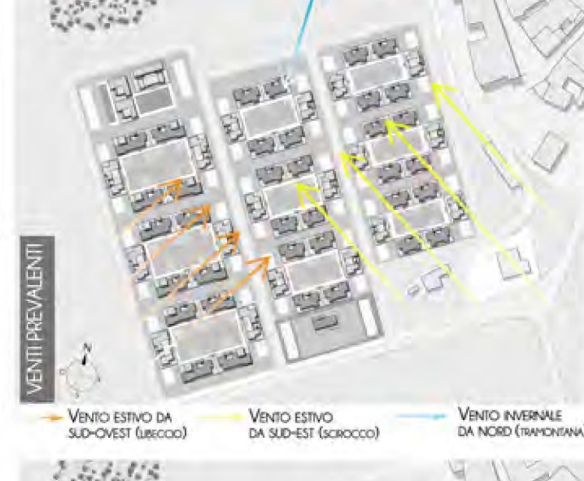 VENTI PREVALENTI
N
VENTO ESTIVO DA
SUD-OVEST (LIBECCIO)
VENTO ESTIVO
DA SUD-EST (SCIROCCO)
VENTO INVERNALE
DA NORD (TRAMONTANA)